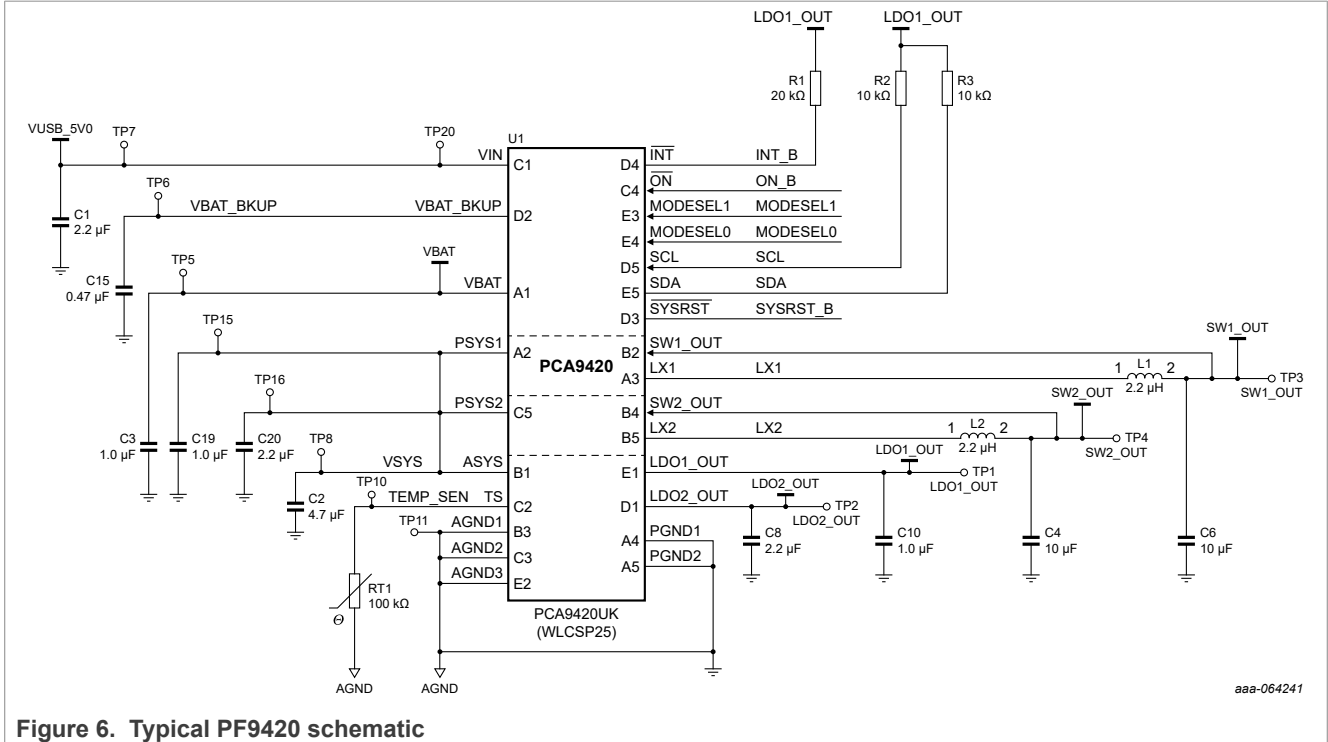 LDO1_OUT LDO1_OUT
R1
20 kΩ
R2
10 kΩ
R3
10 kΩ
VUSB_5V0 TP7 TP20 U1
VIN C1 D4 INT INT_B
TP6
C4 ON ON_B
VBAT_BKUP VBAT_BKUP D2 E3 MODESEL1 MODESEL1
C1
2.2 µF
E4 MODESEL0 MODESEL0
TP5 VBAT
D5 SCL SCL
C15
0.47 µF
VBAT A1 E5 SDA SDA
D3 SYSRST SYSRST_B
TP15
SW1_OUT
PSYS1 A2 PCA9420 B2 SW1_OUT
A3 LX1 LX1 1 L1 2
2.2 µH
TP3
SW1_OUT
TP16
SW2_OUT
PSYS2 C5 B4 SW2_OUT
B5 LX2 LX2 1 L2 2
2.2 µH
TP4
SW2_OUT
C3
1.0 µF
C19
1.0 µF
C20
2.2 µF
TP8
LDO1_OUT
VSYS ASYS B1 E1 LDO1_OUT TP1
LDO1_OUT
C2
4.7 µF
TP10
TEMP_SEN TS C2 D1 LDO2_OUT LDO2_OUT TP2
LDO2_OUT
TP11 AGND1 B3
AGND2 C3
AGND3 E2
A4 PGND1
A5 PGND2
C8
2.2 µF
C10
1.0 µF
C4
10 µF
C6
10 µF
RT1
100 kΩ
Θ
PCA9420UK
(WLCSP25)
AGND AGND
aaa-064241
Figure 6. Typical PF9420 schematic